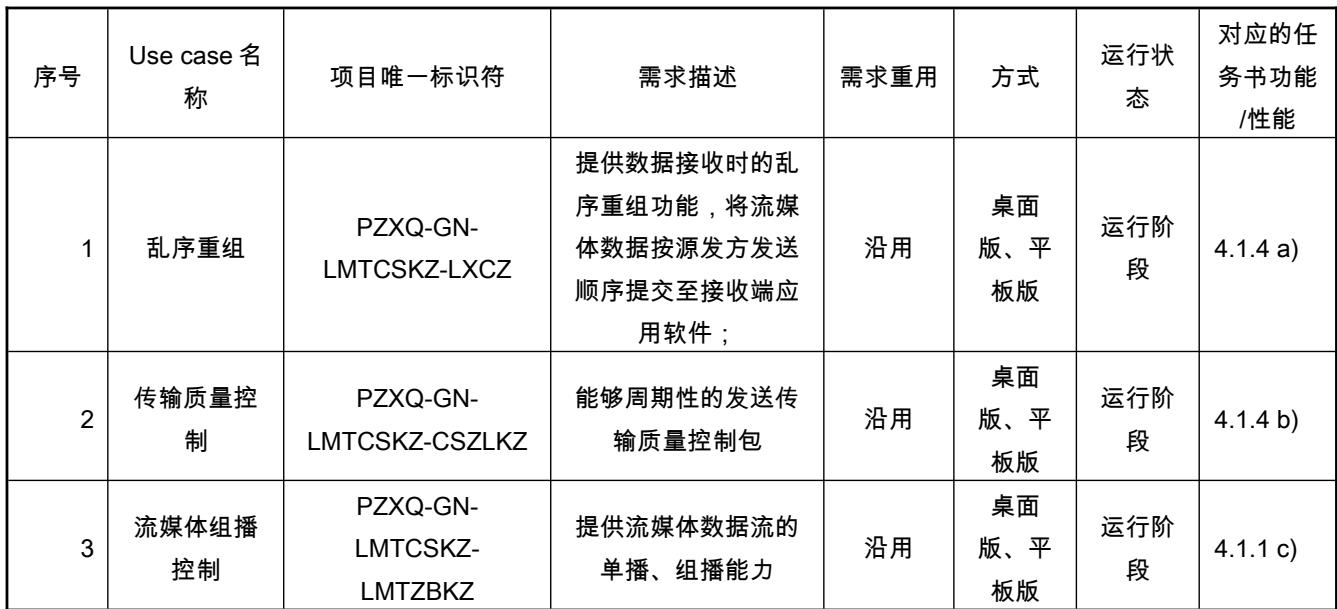 序号
Use case 名
称
项目唯一标识符
需求描述
需求重用
方式
运行状
态
对应的任
务书功能
/性能
1
乱序重组
PZXQ-GN-
LMTCSKZ-LXCZ
提供数据接收时的乱
序重组功能，将流媒
体数据按源发方发送
顺序提交至接收端应
用软件；
沿用
桌面
版、平
板版
运行阶
段
4.1.4 a)
2
传输质量控
制
PZXQ-GN-
LMTCSKZ-CSZLKZ
能够周期性的发送传
输质量控制包
沿用
桌面
版、平
板版
运行阶
段
4.1.4 b)
3
流媒体组播
控制
PZXQ-GN-
LMTCSKZ-
LMTZBKZ
提供流媒体数据流的
单播、组播能力
沿用
桌面
版、平
板版
运行阶
段
4.1.1 c)